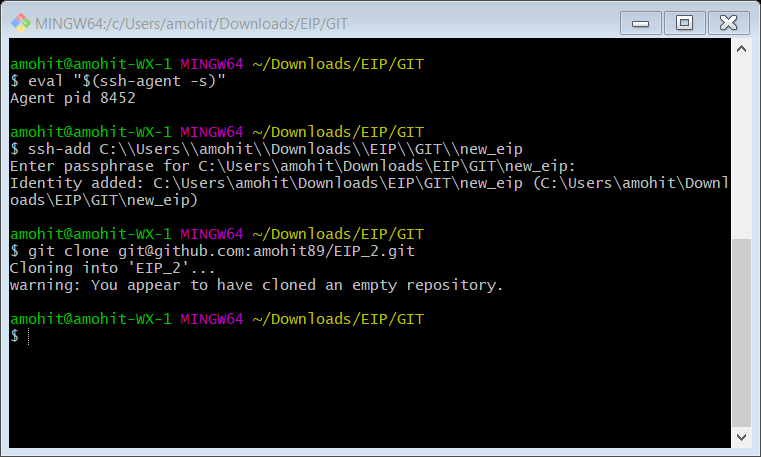 MINGW64:/c/Users/amohit/Downloads/EIP/GIT
amohit@amohit-WX-1 MINGW64 ~/Downloads/EIP/GIT
$ eval "$(ssh-agent -s)"
Agent pid 8452
amohit@amohit-WX-1 MINGW64 ~/Downloads/EIP/GIT
$ ssh-add C:\\Users\\amohit\\Downloads\\EIP\\GIT\\new_eip
Enter passphrase for C:\Users\amohit\Downloads\EIP\GIT\new_eip:
Identity added: C:\Users\amohit\Downloads\EIP\GIT\new_eip (C:\Users\amohit\Downl
oads\EIP\GIT\new_eip)
amohit@amohit-WX-1 MINGW64 ~/Downloads/EIP/GIT
$ git clone git@github.com:amohit89/EIP_2.git
Cloning into 'EIP_2'...
warning: You appear to have cloned an empty repository.
amohit@amohit-WX-1 MINGW64 ~/Downloads/EIP/GIT
$